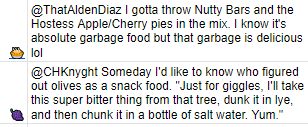 @ThatAldenDiaz I gotta throw Nutty Bars and the
Hostess Apple/Cherry pies in the mix. I know it's
absolute garbage food but that garbage is delicious
lol
@CHKnyght Someday I'd like to know who figured
out olives as a snack food. "Just for giggles, I'll take
this super bitter thing from that tree, dunk it in lye,
and then chunk it in a bottle of salt water. Yum."